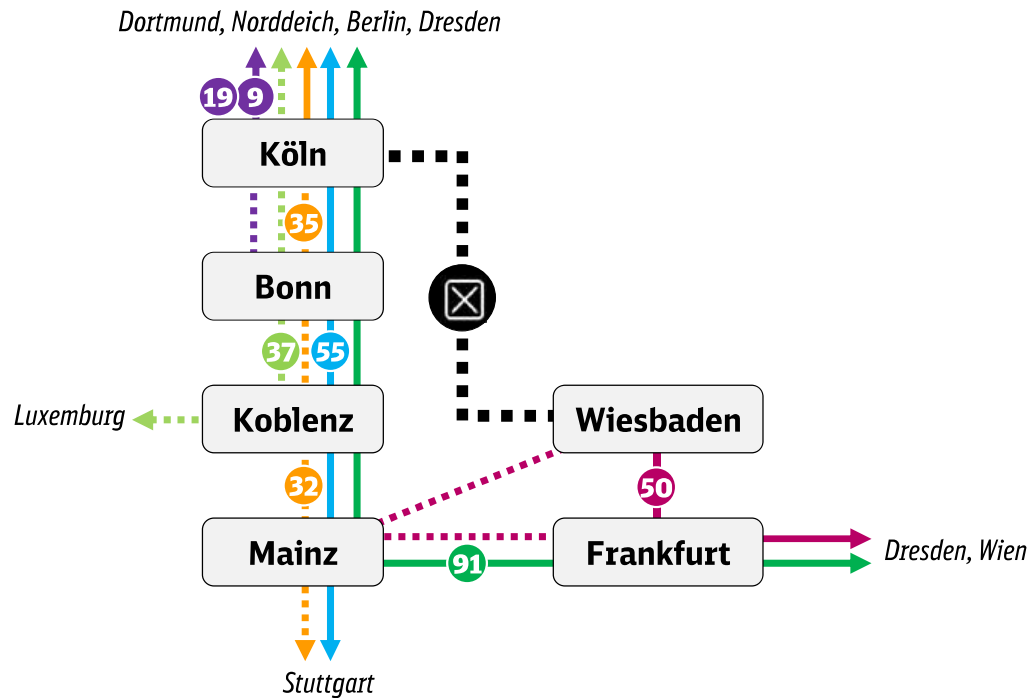 Dortmund, Norddeich, Berlin, Dresden
19 9
Köln
35
Bonn
37 55
Luxemburg
Koblenz
Wiesbaden
32
50
Mainz
91
Frankfurt
Dresden, Wien
Stuttgart